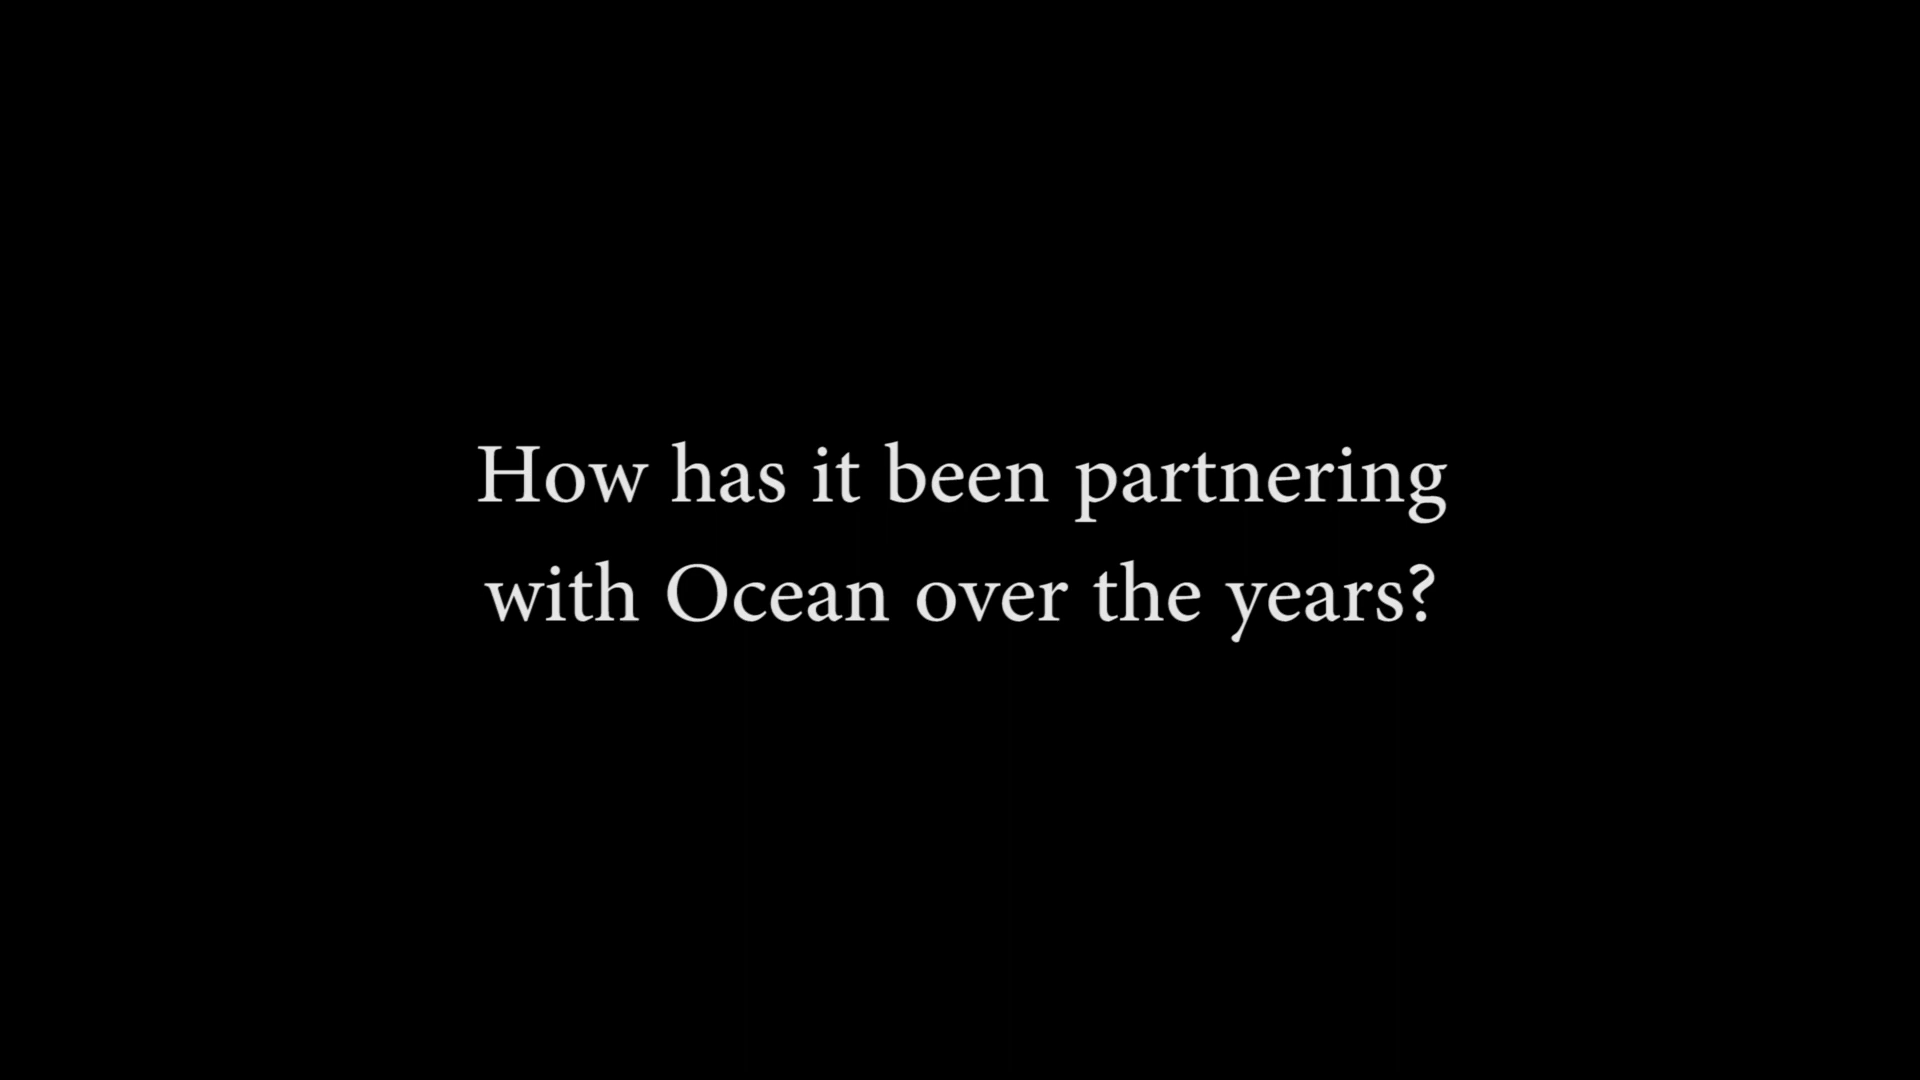 How has it been partnering
with Ocean over the years?